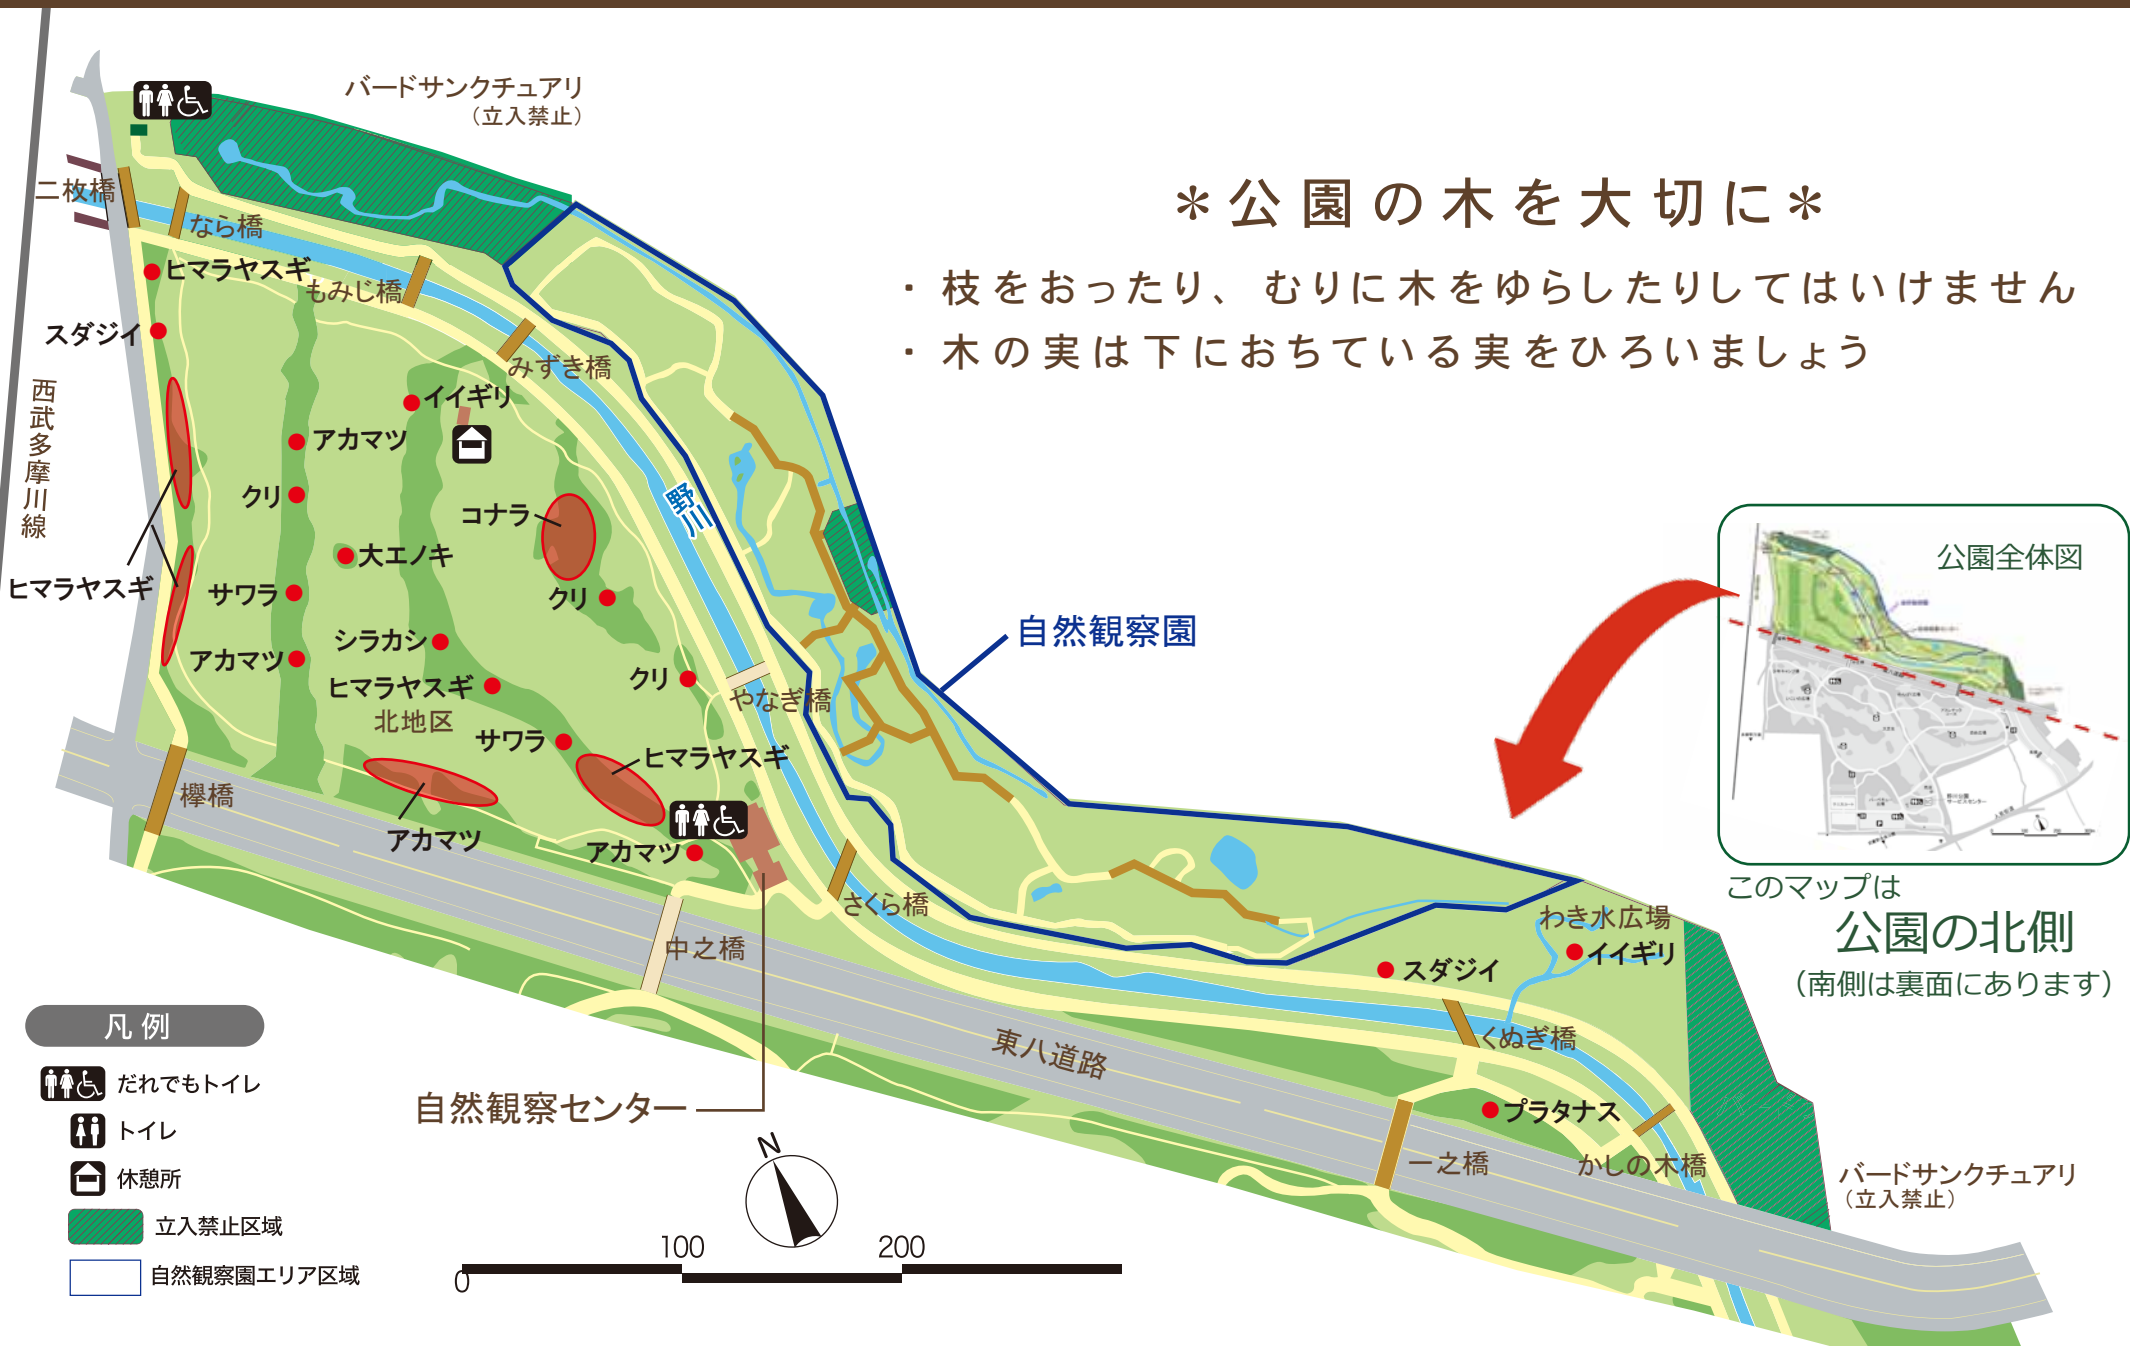 バードサンクチュアリ
（立入禁止）
＊公園の木を大切に＊
・枝をおったり、むりに木をゆらしたりしてはいけません
・木の実は下におちている実をひろいましょう
二枚橋
なら橋
ヒマラヤスギ
もみじ橋
スダジイ
みずき橋
西武多摩川線
イイギリ
アカマツ
クリ
コナラ
野川
大エノキ
ヒマラヤスギ
サワラ
クリ
シラカシ
アカマツ
ヒマラヤスギ
北地区
クリ
やなぎ橋
サワラ
ヒマラヤスギ
欅橋
アカマツ
アカマツ
さくら橋
中之橋
自然観察園
公園全体図
このマップは
公園の北側
（南側は裏面にあります）
わき水広場
イイギリ
スダジイ
くぬぎ橋
東八道路
プラタナス
一之橋
かしの木橋
バードサンクチュアリ
（立入禁止）
自然観察センター
凡例
だれでもトイレ
トイレ
休憩所
立入禁止区域
自然観察園エリア区域
N
0
100
200